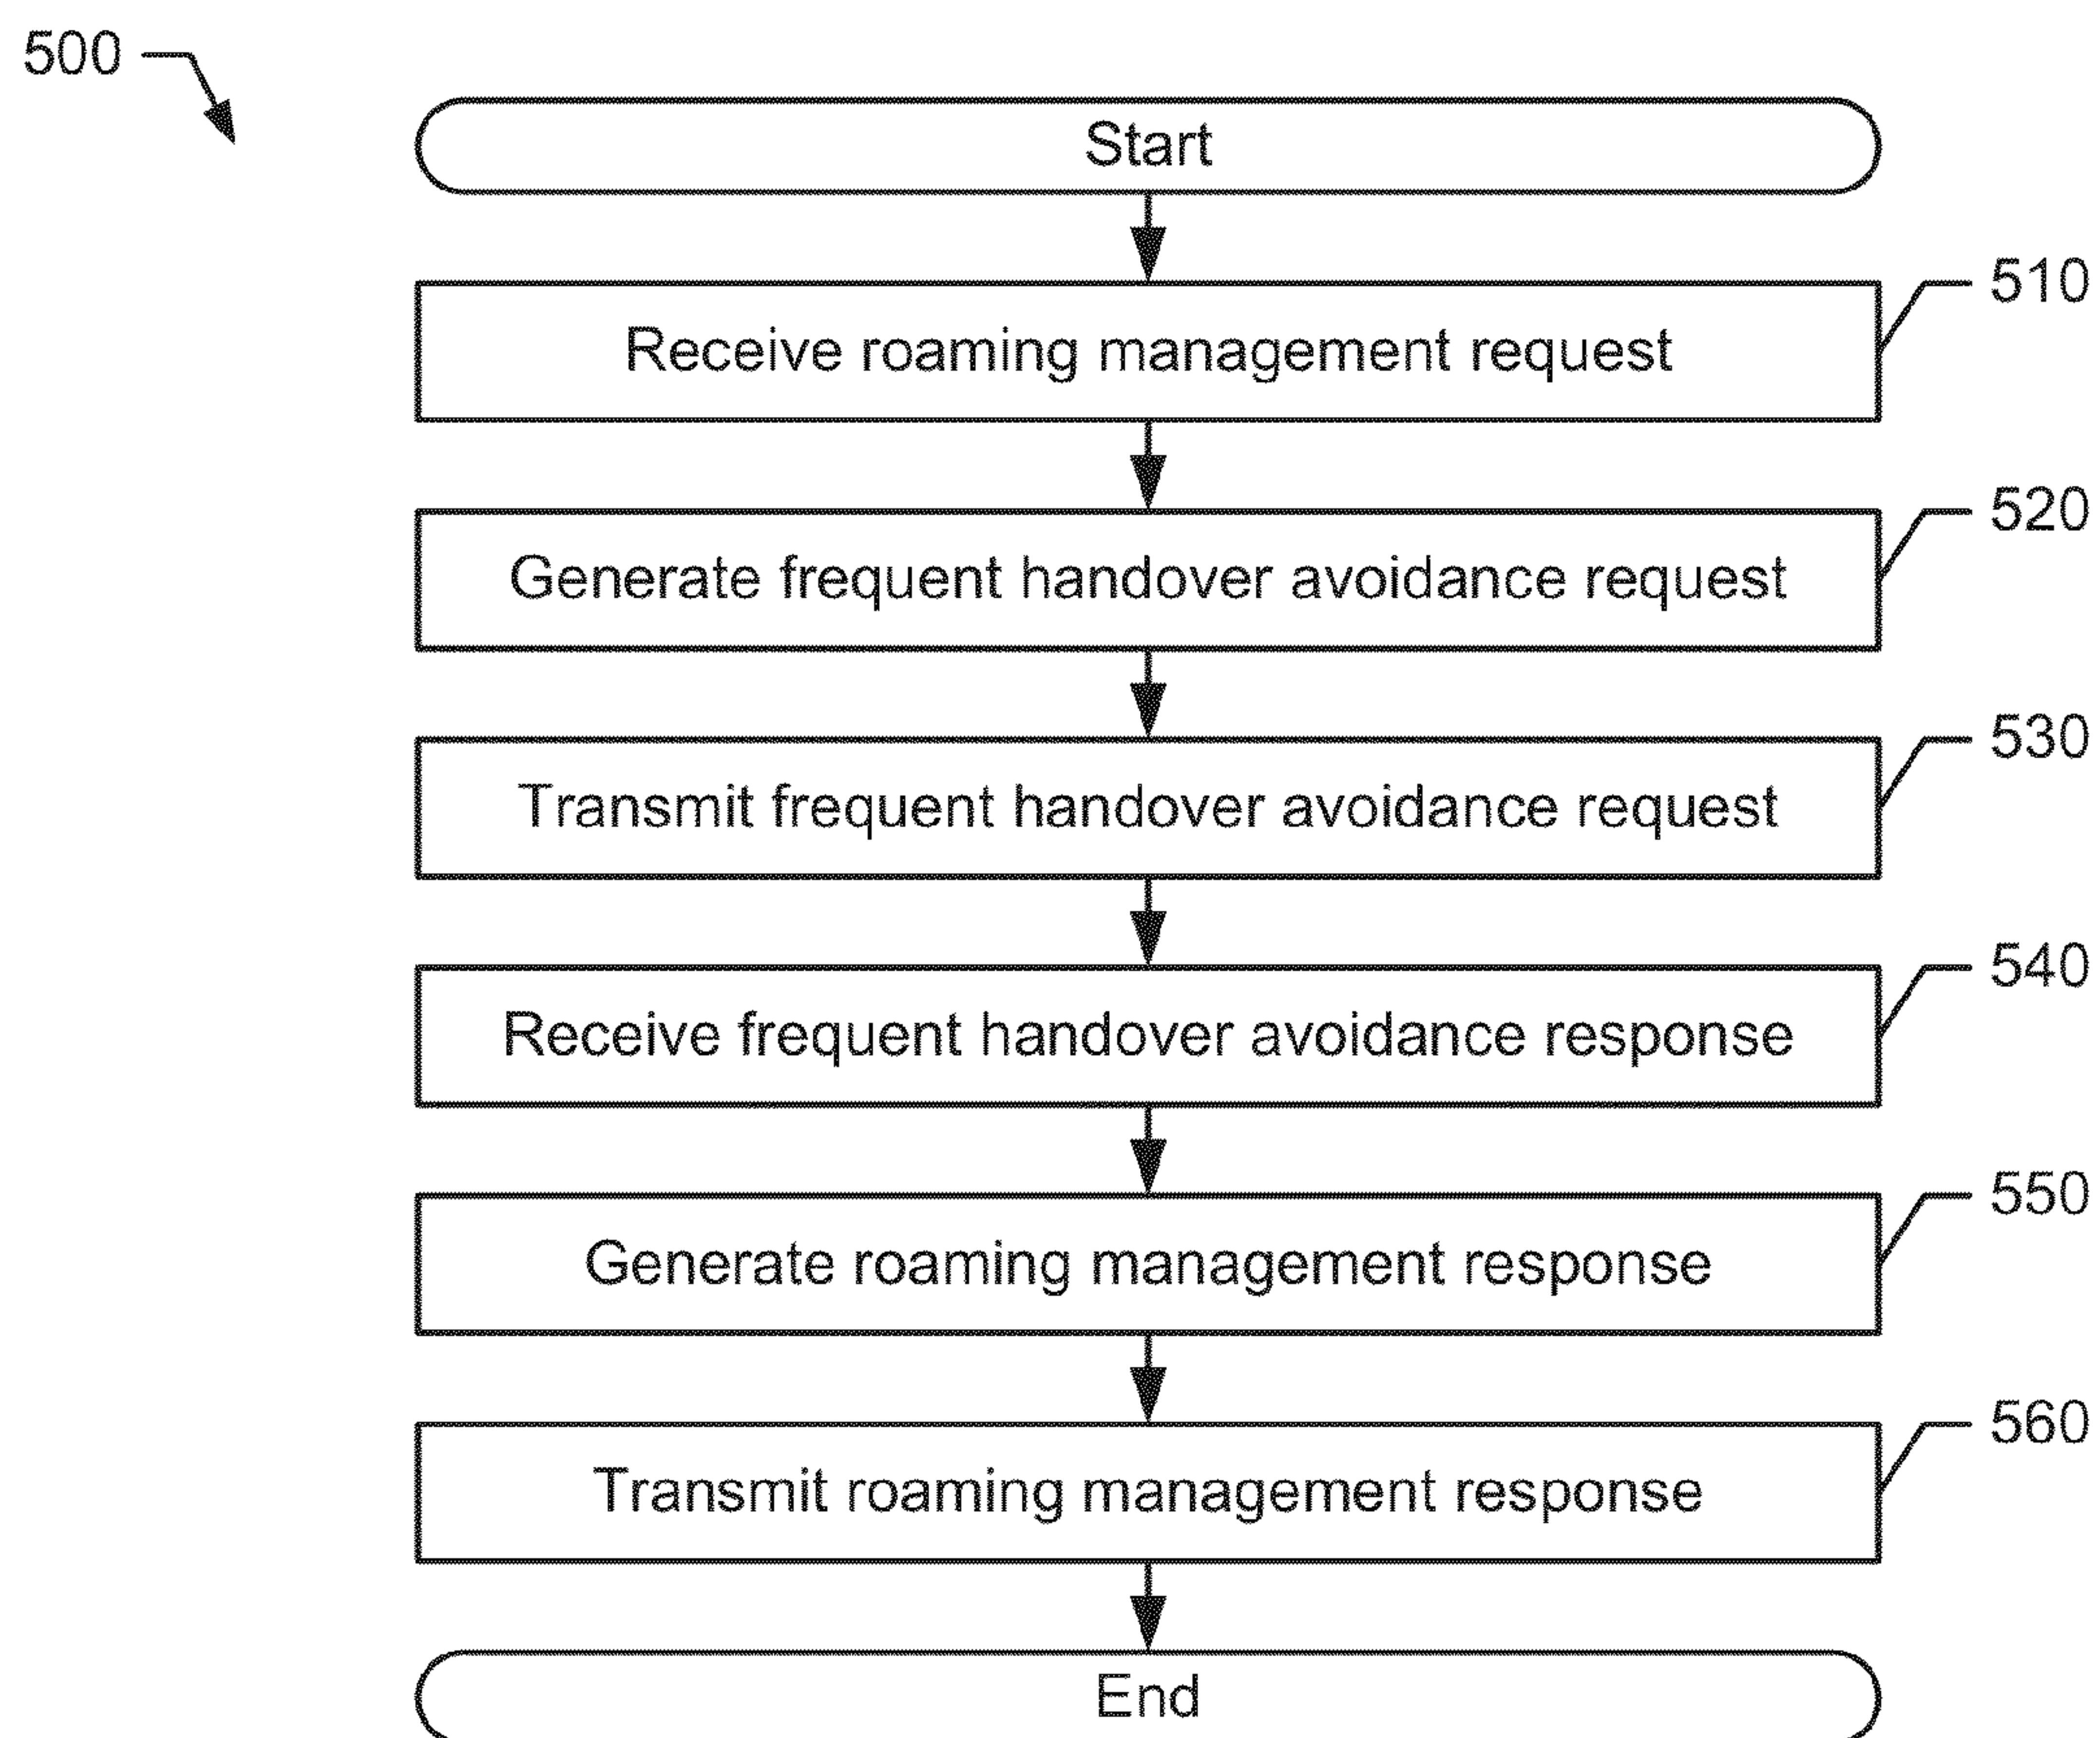 500
Start
510
Receive roaming management request
520
Generate frequent handover avoidance request
530
Transmit frequent handover avoidance request
540
Receive frequent handover avoidance response
550
Generate roaming management response
560
Transmit roaming management response
End